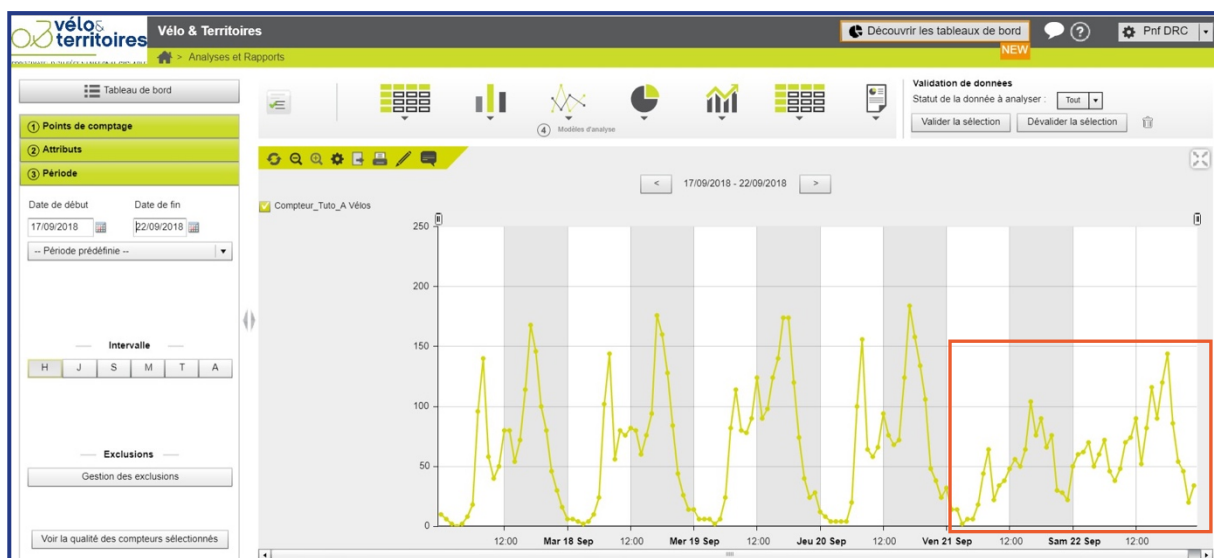 vélo&
territoires
Vélo & Territoires
Découvrir les tableaux de bord
NEW
?
Pnf DRC
> Analyses et Rapports
Tableau de bord
1 Points de comptage
2 Attributs
3 Période
Date de début Date de fin
17/09/2018 22/09/2018
-- Période prédéfinie --
Intervalle
H J S M T A
Exclusions
Gestion des exclusions
Voir la qualité des compteurs sélectionnés
4 Modèles d'analyse
Validation de données
Statut de la donnée à analyser : Tout
Valider la sélection Dévalider la sélection
< 17/09/2018 - 22/09/2018 >
Compteur_Tuto_A Vélos
250
200
150
100
50
0
12:00 Mar 18 Sep 12:00 Mer 19 Sep 12:00 Jeu 20 Sep 12:00 Ven 21 Sep 12:00 Sam 22 Sep 12:00